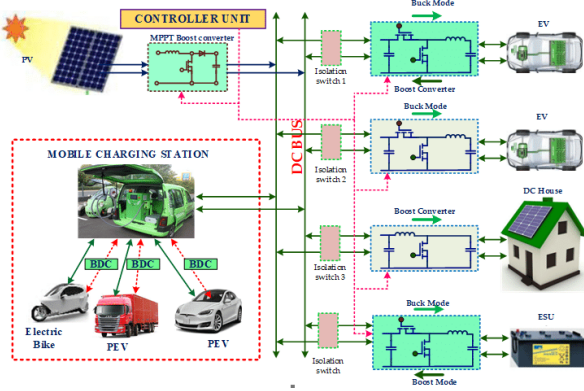 CONTROLLER UNIT
Buck Mode
EV
MPPT Boost converter
PV
Isolation
switch 1
Boost Converter
DC BUS
Buck Mode
EV
MOBILE CHARGING STATION
Isolation
switch 2
DC House
Boost Converter
BDC
BDC
BDC
Isolation
switch 3
Buck Mode
ESU
Electric
Bike
PEV
PEV
Isolation
switch
Boost Mode